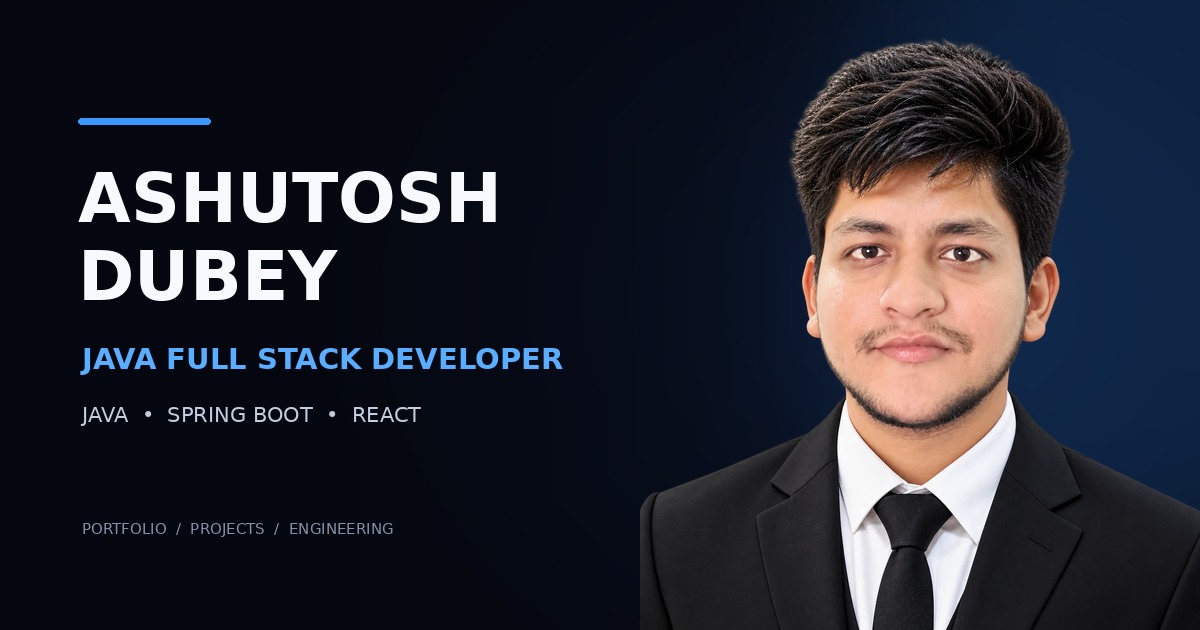 ASHUTOSH
DUBEY
JAVA FULL STACK DEVELOPER
JAVA • SPRING BOOT • REACT
PORTFOLIO / PROJECTS / ENGINEERING